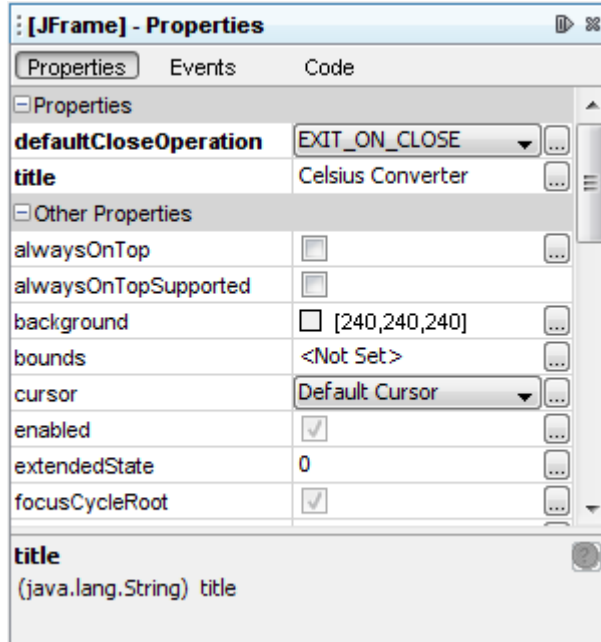 [JFrame] - Properties
Properties Events Code
Properties
defaultCloseOperation EXIT_ON_CLOSE ...
title Celsius Converter ...
Other Properties
alwaysOnTop ...
alwaysOnTopSupported
background [240,240,240] ...
bounds <Not Set> ...
cursor Default Cursor ...
enabled ...
extendedState 0 ...
focusCycleRoot ...
title ?
(java.lang.String) title